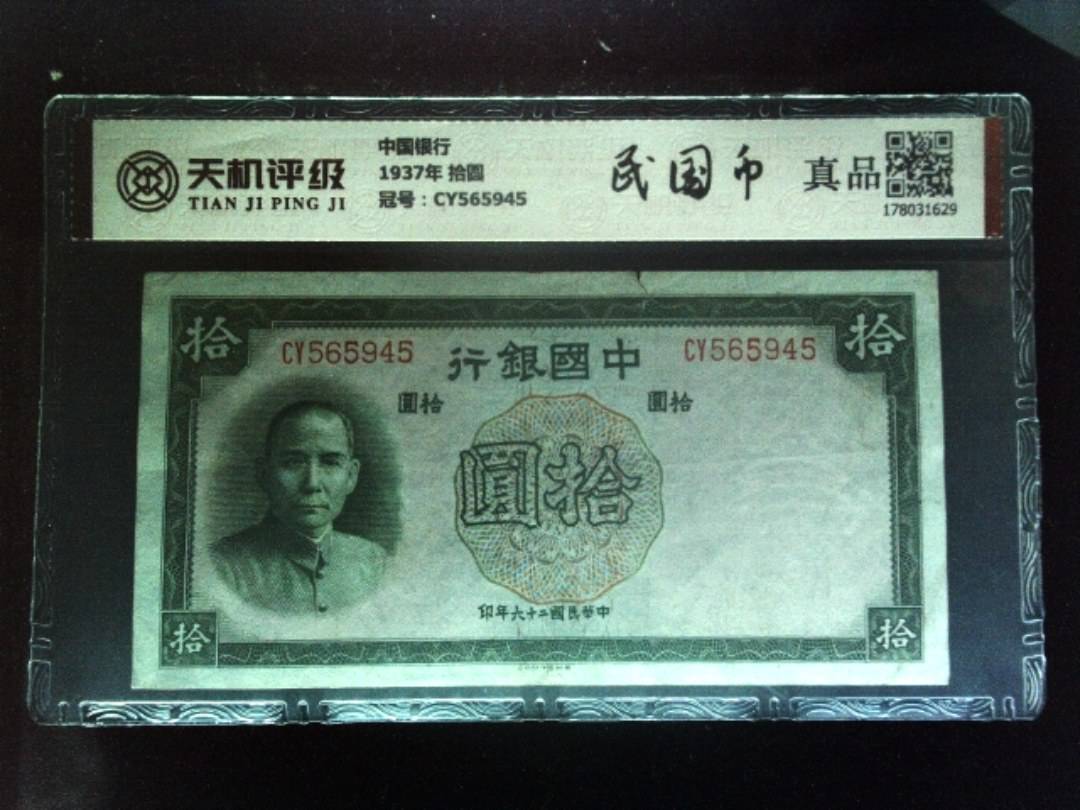 天机评级
TIAN JI PING JI
中国银行
1937年 拾圆
冠号：CY565945
民国币
真品
178031629
拾
拾
CY565945
中國銀行
CY565945
拾圓
拾圓
拾圓
中華民國二十六年印
拾
拾